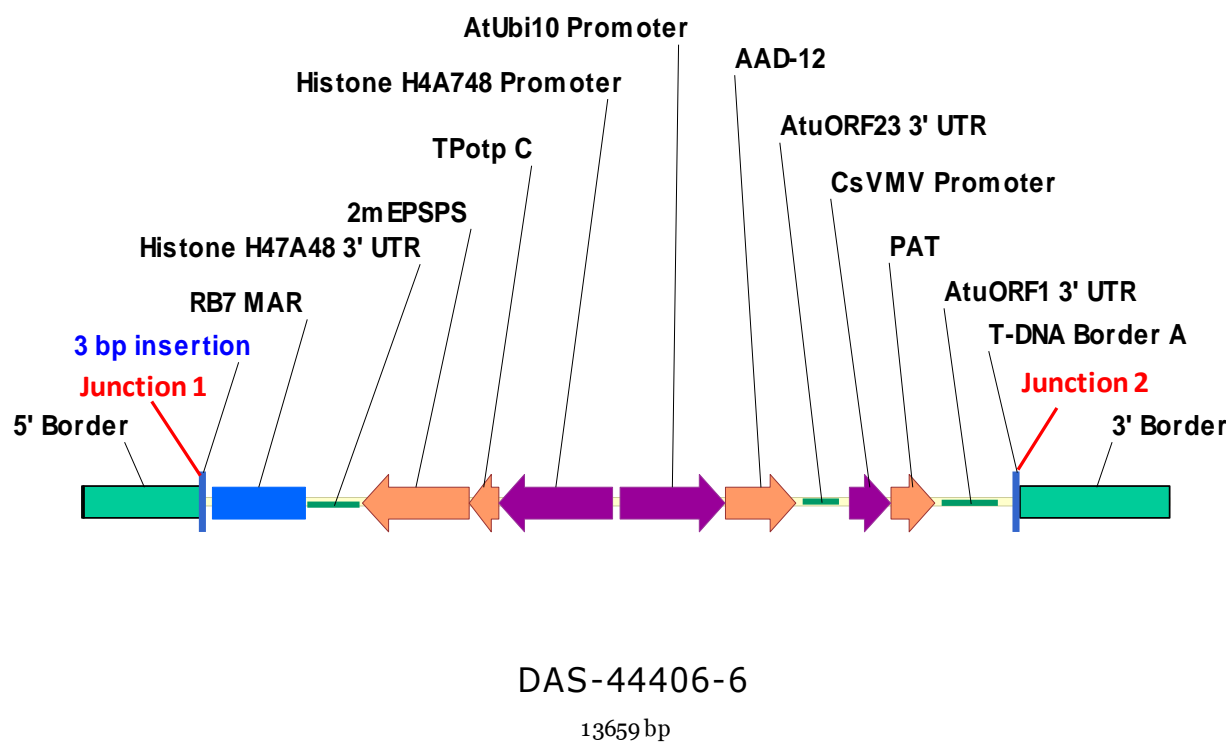 AtUbi10 Promoter
AAD-12
Histone H4A748 Promoter
AtuORF23 3' UTR
TPotp C
CsVMV Promoter
2mEPSPS
Histone H47A48 3' UTR
PAT
RB7 MAR
AtuORF1 3' UTR
3 bp insertion
T-DNA Border A
Junction 1
Junction 2
5' Border
3' Border
DAS-44406-6
13659 bp